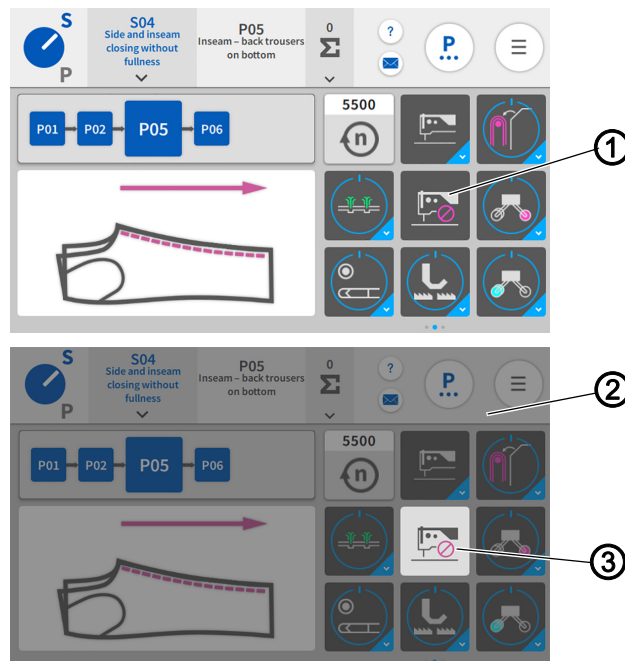 S
P
S04
Side and inseam
closing without
fullness
P05
Inseam – back trousers
on bottom
0
Σ
?
P
P01
P02
P05
P06
5500
n
1
S
P
S04
Side and inseam
closing without
fullness
P05
Inseam – back trousers
on bottom
0
Σ
?
P
2
P01
P02
P05
P06
5500
n
3